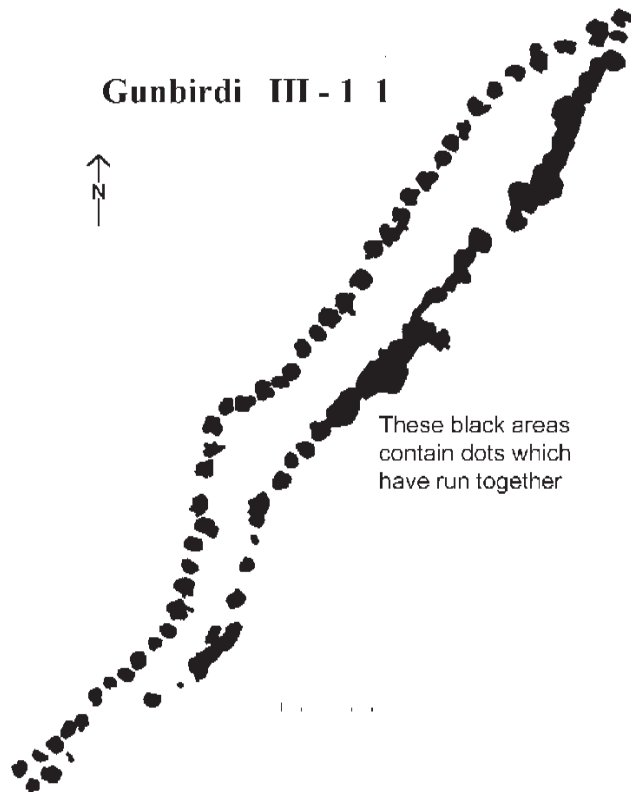 Gunbirdi III - 1 1
N
These black areas
contain dots which
have run together